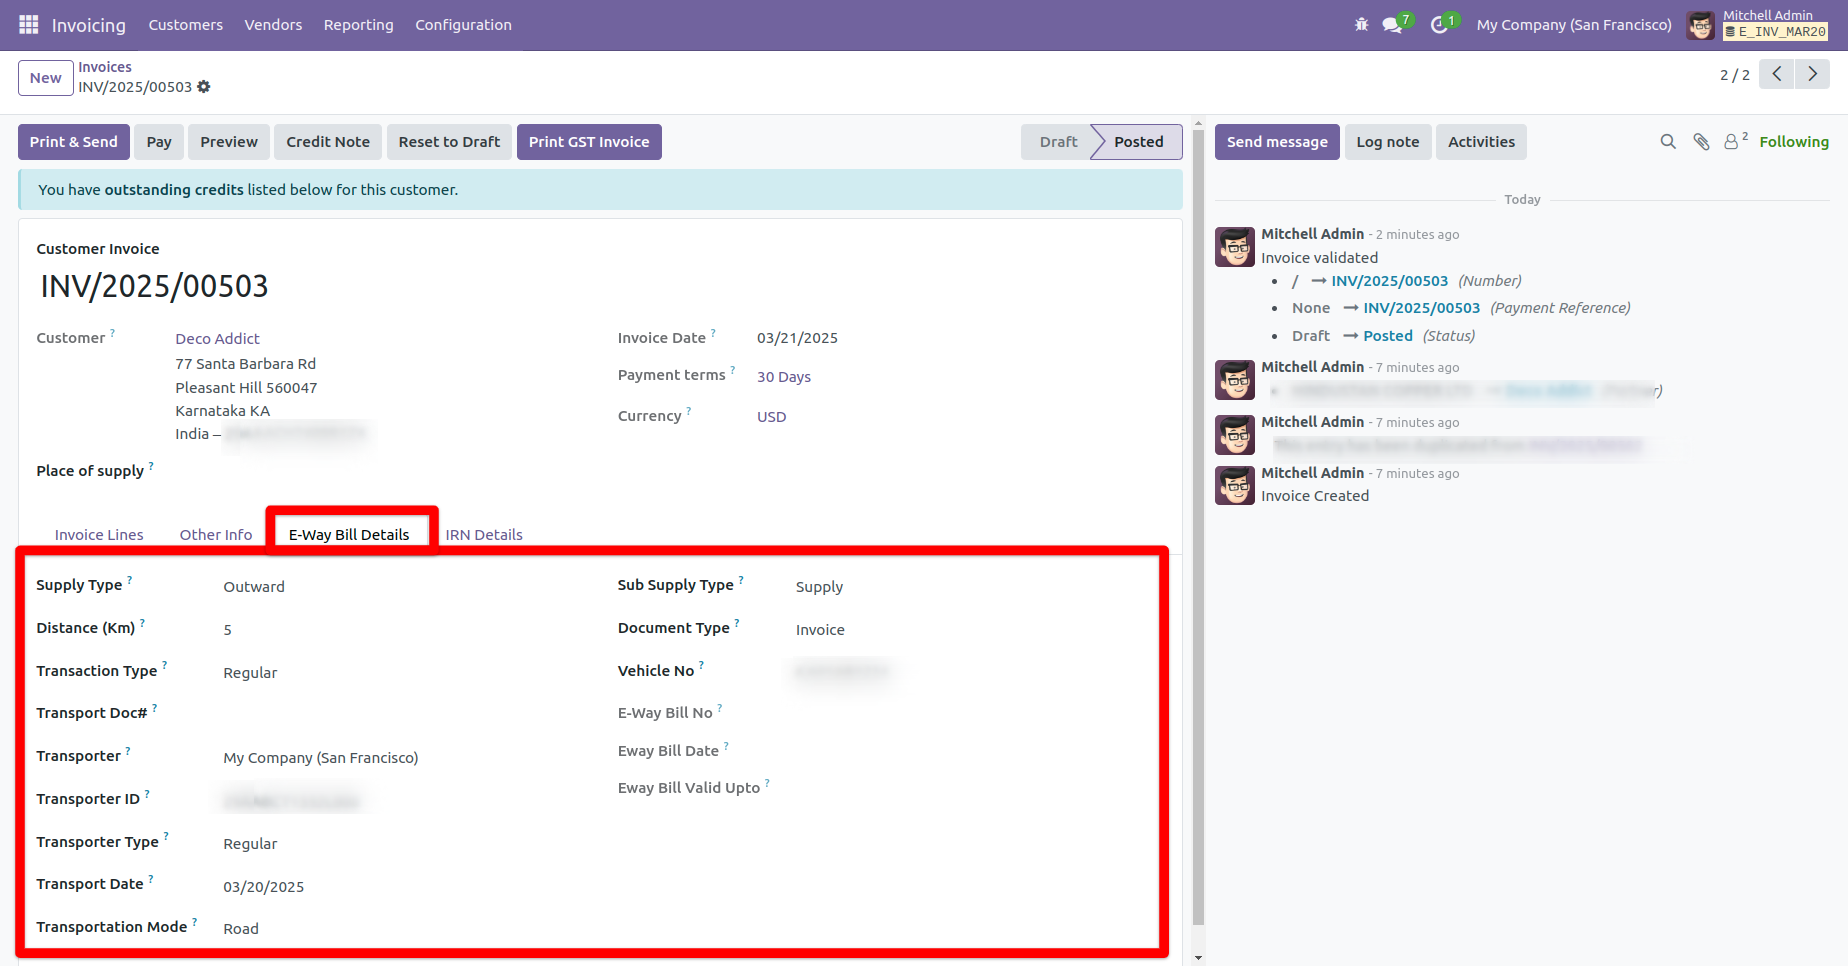 Invoicing Customers Vendors Reporting Configuration 7 1 My Company (San Francisco) Mitchell Admin
E_INV_MAR20
New Invoices
INV/2025/00503
2 / 2
Print & Send Pay Preview Credit Note Reset to Draft Print GST Invoice Draft Posted
You have outstanding credits listed below for this customer.
Customer Invoice
INV/2025/00503
Customer ? Deco Addict
77 Santa Barbara Rd
Pleasant Hill 560047
Karnataka KA
India –
Place of supply ?
Invoice Date ? 03/21/2025
Payment terms ? 30 Days
Currency ? USD
Invoice Lines Other Info E-Way Bill Details IRN Details
Supply Type ? Outward
Distance (Km) ? 5
Transaction Type ? Regular
Transport Doc# ?
Transporter ? My Company (San Francisco)
Transporter ID ?
Transporter Type ? Regular
Transport Date ? 03/20/2025
Transportation Mode ? Road
Sub Supply Type ? Supply
Document Type ? Invoice
Vehicle No ?
E-Way Bill No ?
Eway Bill Date ?
Eway Bill Valid Upto ?
Send message Log note Activities 2 Following
Today
Mitchell Admin - 2 minutes ago
Invoice validated
• / → INV/2025/00503 (Number)
• None → INV/2025/00503 (Payment Reference)
• Draft → Posted (Status)
Mitchell Admin - 7 minutes ago
Mitchell Admin - 7 minutes ago
Mitchell Admin - 7 minutes ago
Invoice Created